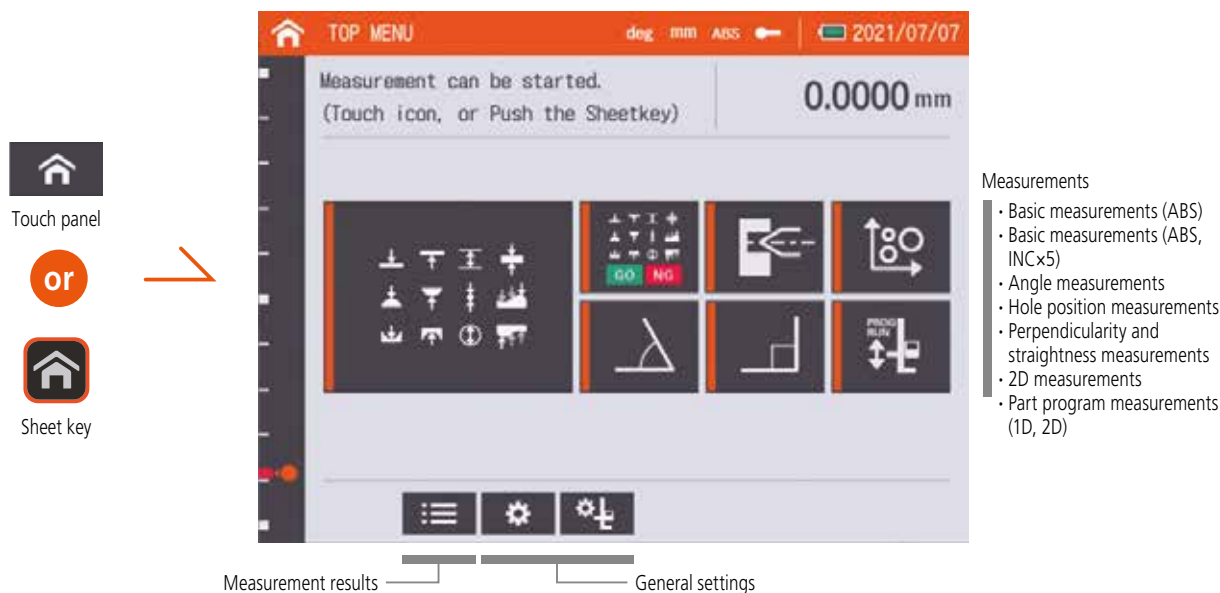 TOP MENU
deg mm ABS 2021/07/07
Measurement can be started.
(Touch icon, or Push the Sheetkey)
0.0000 mm
Touch panel
or
Sheet key
GO NG
PROG
RUN
Measurements
· Basic measurements (ABS)
· Basic measurements (ABS,
INC×5)
· Angle measurements
· Hole position measurements
· Perpendicularity and
straightness measurements
· 2D measurements
· Part program measurements
(1D, 2D)
Measurement results
General settings